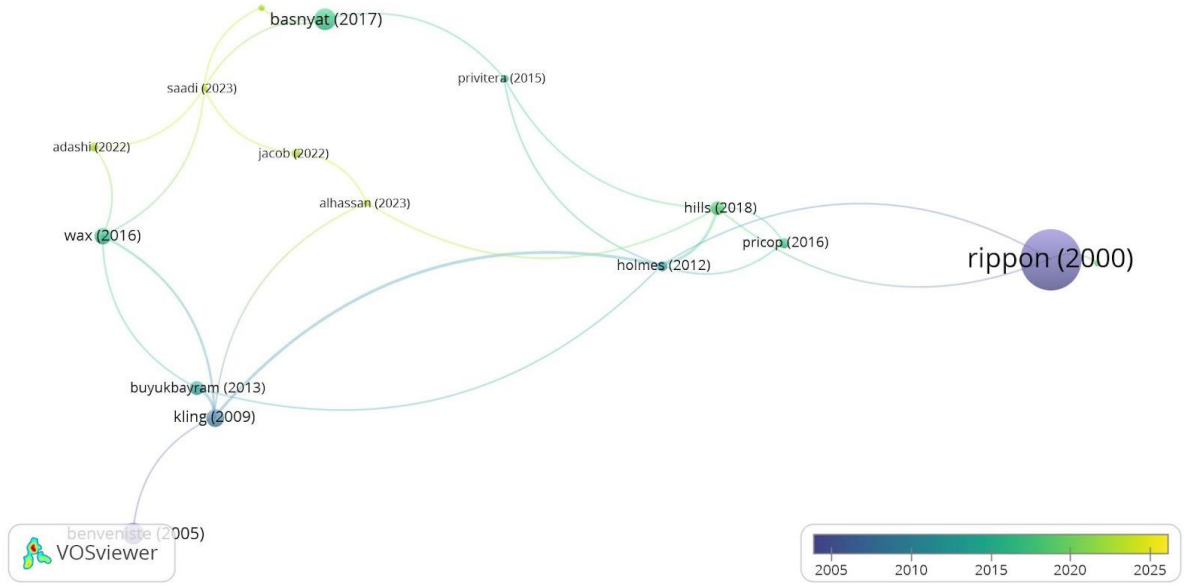 basnyat (2017)
privitera (2015)
saadi (2023)
adashi (2022)
jacob (2022)
alhassan (2023)
hills (2018)
wax (2016)
pricop (2016)
rippon (2000)
holmes (2012)
buyukbayram (2013)
kling (2009)
benveniste (2005)
VOSviewer
2005 2010 2015 2020 2025